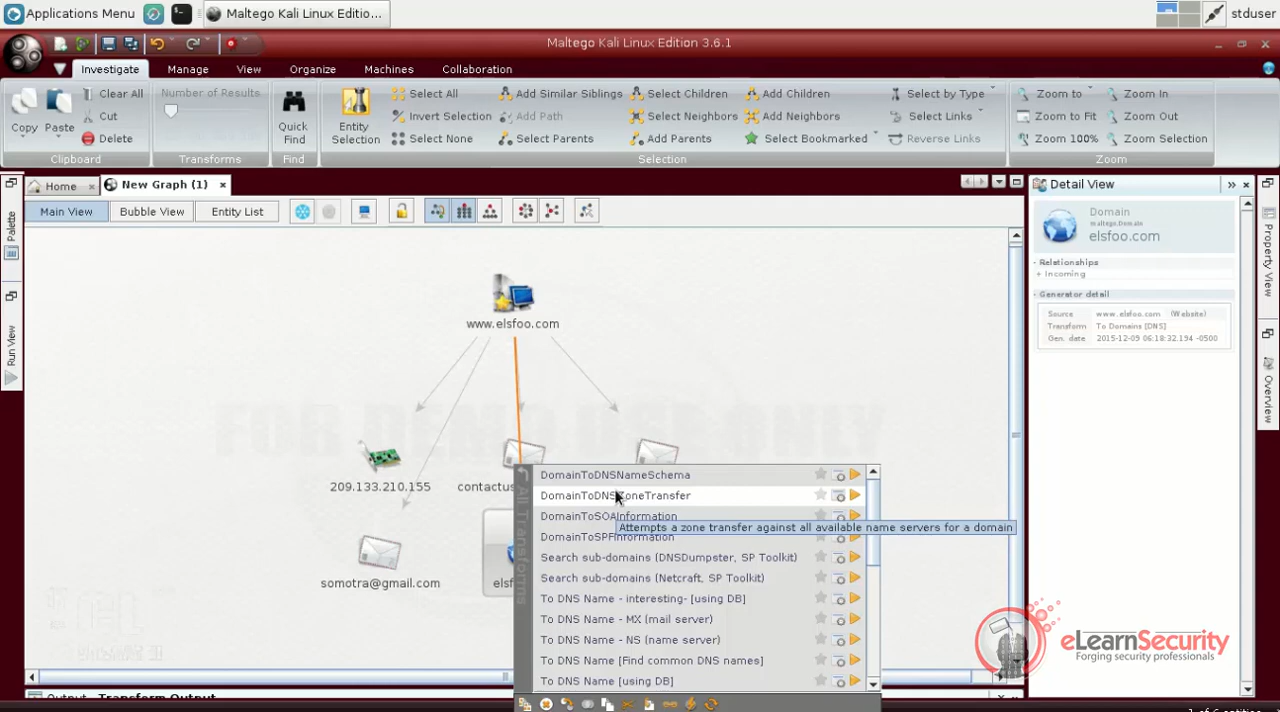 Applications Menu
Maltego Kali Linux Editio...
stduser
Maltego Kali Linux Edition 3.6.1
Investigate
Manage
View
Organize
Machines
Collaboration
Copy
Paste
Clear All
Cut
Delete
Clipboard
Number of Results
Transforms
Quick
Find
Find
Entity
Selection
Select All
Invert Selection
Select None
Add Similar Siblings
Add Path
Select Parents
Select Children
Select Neighbors
Add Parents
Add Children
Add Neighbors
Select Bookmarked
Select by Type
Select Links
Reverse Links
Selection
Zoom to
Zoom to Fit
Zoom 100%
Zoom In
Zoom Out
Zoom Selection
Zoom
Home
New Graph (1)
Main View
Bubble View
Entity List
Palette
Run View
FOR DEMO USE ONLY
www.elsfoo.com
209.133.210.155
contactus
somotra@gmail.com
elsf
All Transforms
DomainToDNSNameSchema
DomainToDNSZoneTransfer
DomainToSOAInformation
Attempts a zone transfer against all available name servers for a domain
DomainToSPFInformation
Search sub-domains (DNSDumpster, SP Toolkit)
Search sub-domains (Netcraft, SP Toolkit)
To DNS Name - interesting- [using DB]
To DNS Name - MX (mail server)
To DNS Name - NS (name server)
To DNS Name [Find common DNS names]
To DNS Name [using DB]
Output - Transform Output
Detail View
Domain
maltego.Domain
elsfoo.com
- Relationships
+ Incoming
- Generator detail
Source www.elsfoo.com (Website)
Transform To Domains [DNS]
Gen. date 2015-12-09 06:18:32.194 -0500
Property View
Overview
eLearnSecurity
Forging security professionals